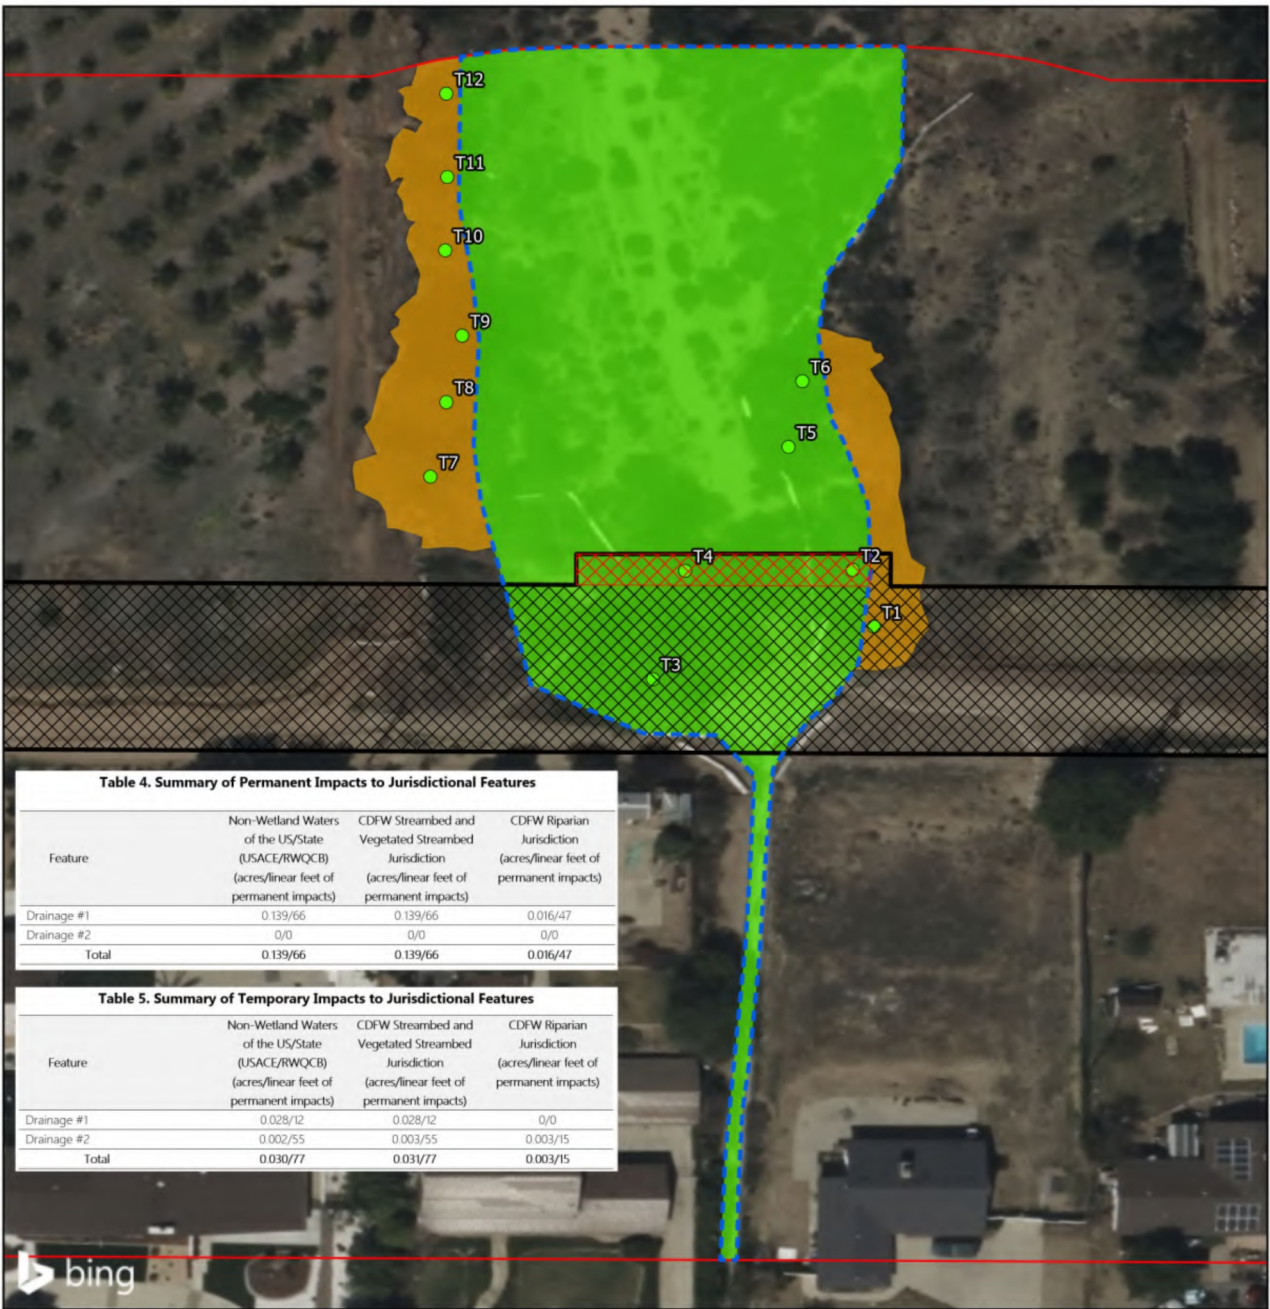 T12
T11
T10
T9
T8
T6
T5
T7
T4
T2
T1
T3
Table 4. Summary of Permanent Impacts to Jurisdictional Features
Non-Wetland Waters CDFW Streambed and CDFW Riparian
of the US/State Vegetated Streambed Jurisdiction
Feature (USACE/RWQCB) Jurisdiction (acres/linear feet of
(acres/linear feet of (acres/linear feet of permanent impacts)
permanent impacts) permanent impacts)
Drainage #1 0.139/66 0.139/66 0.016/47
Drainage #2 0/0 0/0 0/0
Total 0.139/66 0.139/66 0.016/47
Table 5. Summary of Temporary Impacts to Jurisdictional Features
Non-Wetland Waters CDFW Streambed and CDFW Riparian
of the US/State Vegetated Streambed Jurisdiction
Feature (USACE/RWQCB) Jurisdiction (acres/linear feet of
(acres/linear feet of (acres/linear feet of permanent impacts)
permanent impacts) permanent impacts)
Drainage #1 0.028/12 0.028/12 0/0
Drainage #2 0.002/55 0.003/55 0.003/15
Total 0.030/77 0.031/77 0.003/15
bing